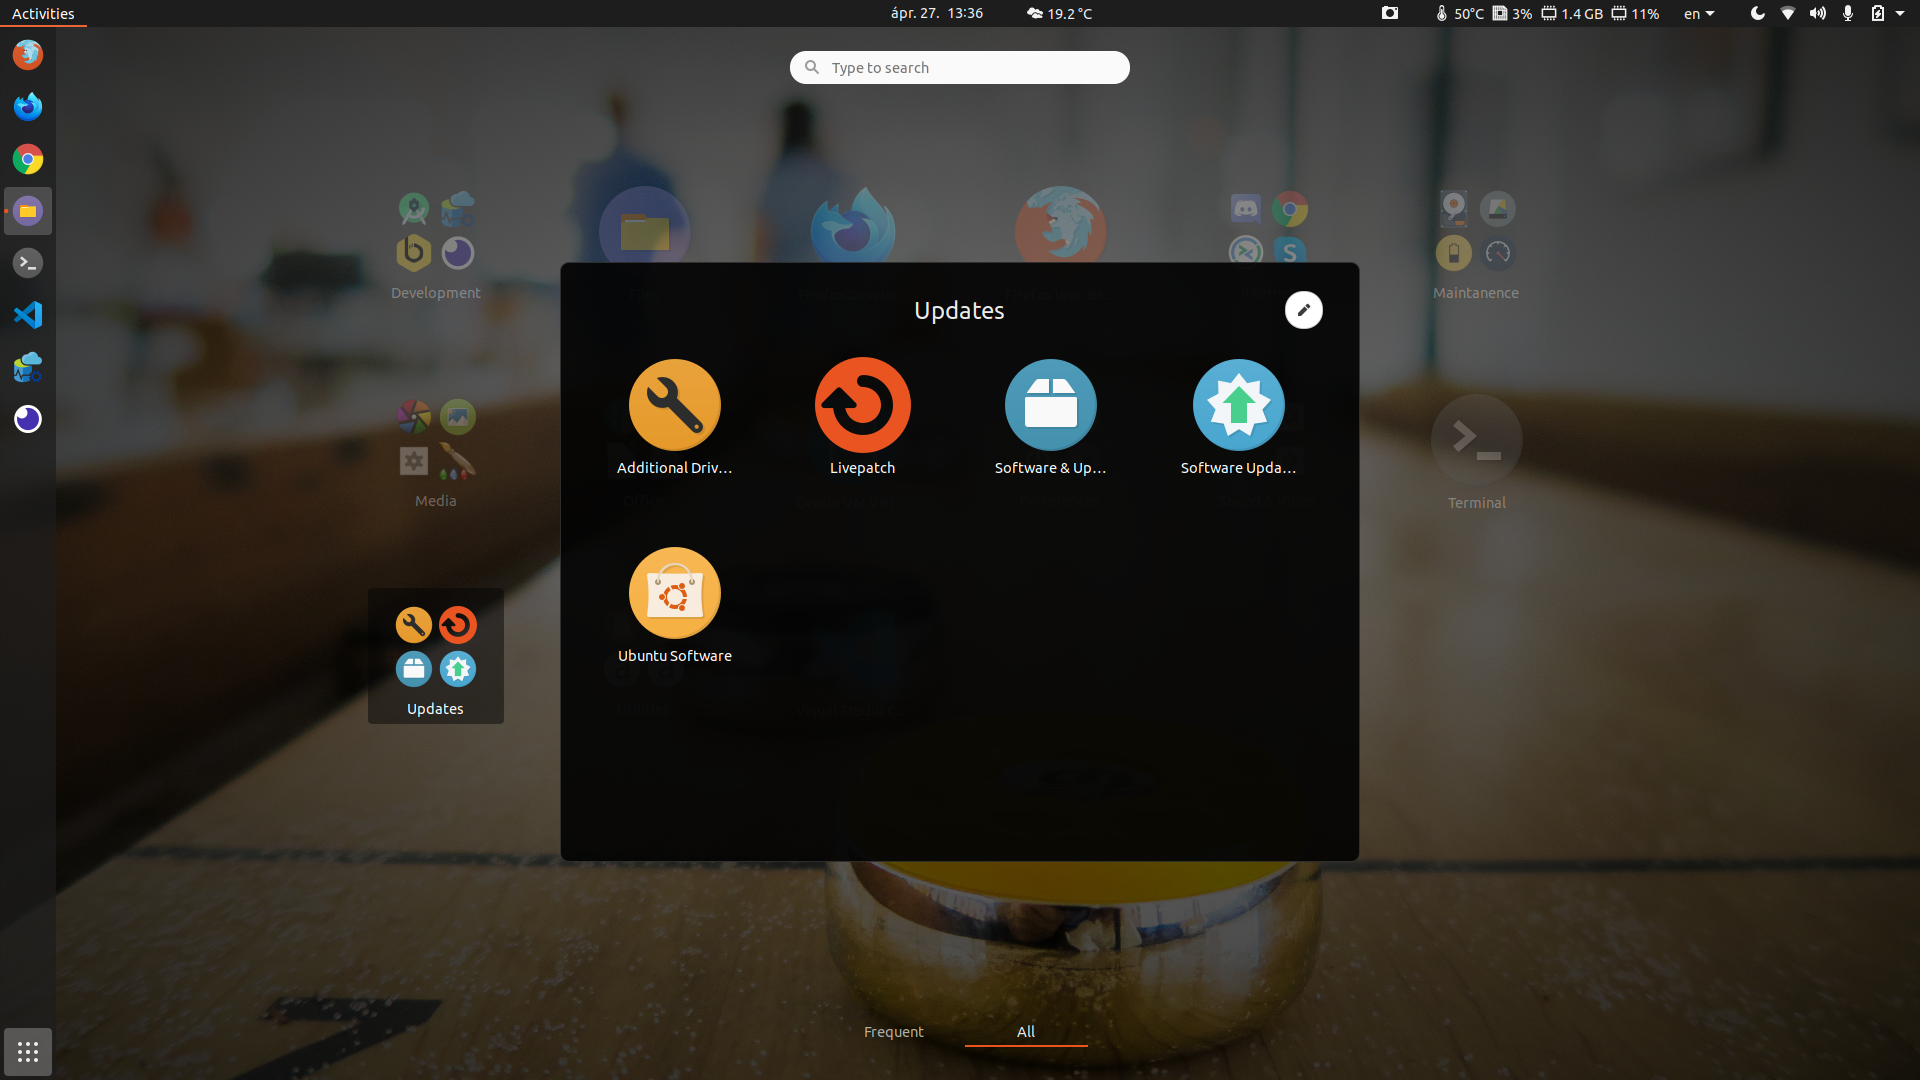 Activities
ápr. 27. 13:36
19.2 °C
50°C
3%
1.4 GB
11%
en
Type to search
Development
Maintanence
Updates
Additional Driv…
Livepatch
Software & Up…
Software Upda…
Media
Terminal
Ubuntu Software
Updates
Frequent
All